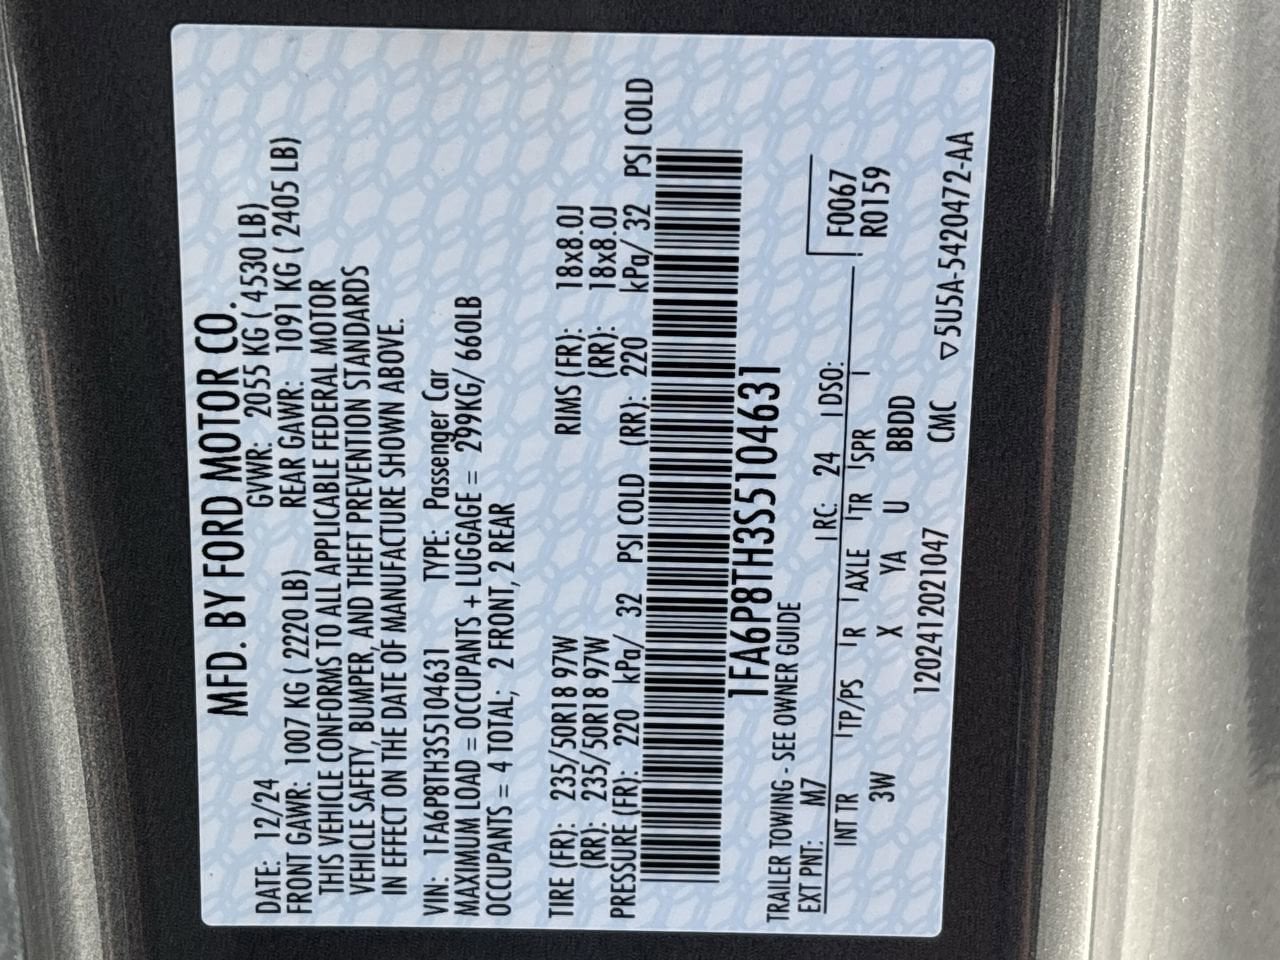 MFD. BY FORD MOTOR CO.
DATE: 12/24 GVWR: 2055 KG ( 4530 LB)
FRONT GAWR: 1007 KG ( 2220 LB) REAR GAWR: 1091 KG ( 2405 LB)
THIS VEHICLE CONFORMS TO ALL APPLICABLE FEDERAL MOTOR
VEHICLE SAFETY, BUMPER, AND THEFT PREVENTION STANDARDS
IN EFFECT ON THE DATE OF MANUFACTURE SHOWN ABOVE.
VIN: 1FA6P8TH3S5104631 TYPE: Passenger Car
MAXIMUM LOAD = OCCUPANTS + LUGGAGE = 299KG/ 660LB
OCCUPANTS = 4 TOTAL; 2 FRONT, 2 REAR
TIRE (FR): 235/50R18 97W RIMS (FR): 18x8.0J
(RR): 235/50R18 97W (RR): 18x8.0J
PRESSURE (FR): 220 kPa/ 32 PSI COLD (RR): 220 kPa/ 32 PSI COLD
1FA6P8TH3S5104631
TRAILER TOWING - SEE OWNER GUIDE
EXT PNT: M7 RC: 24 DSO: F0067
INT TR TP/PS R AXLE TR SPR R0159
3W X YA U BBDD
12024120221047 CMC ▽5U5A-5420472-AA